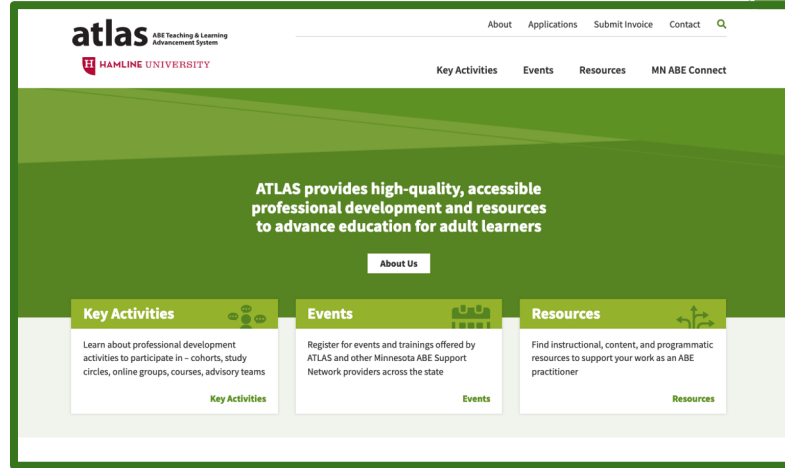 About Applications Submit Invoice Contact
atlas ABE Teaching & Learning
Advancement System
H HAMLINE UNIVERSITY
Key Activities Events Resources MN ABE Connect
ATLAS provides high-quality, accessible
professional development and resources
to advance education for adult learners
About Us
Key Activities
Learn about professional development
activities to participate in – cohorts, study
circles, online groups, courses, advisory teams
Key Activities
Events
Register for events and trainings offered by
ATLAS and other Minnesota ABE Support
Network providers across the state
Events
Resources
Find instructional, content, and programmatic
resources to support your work as an ABE
practitioner
Resources